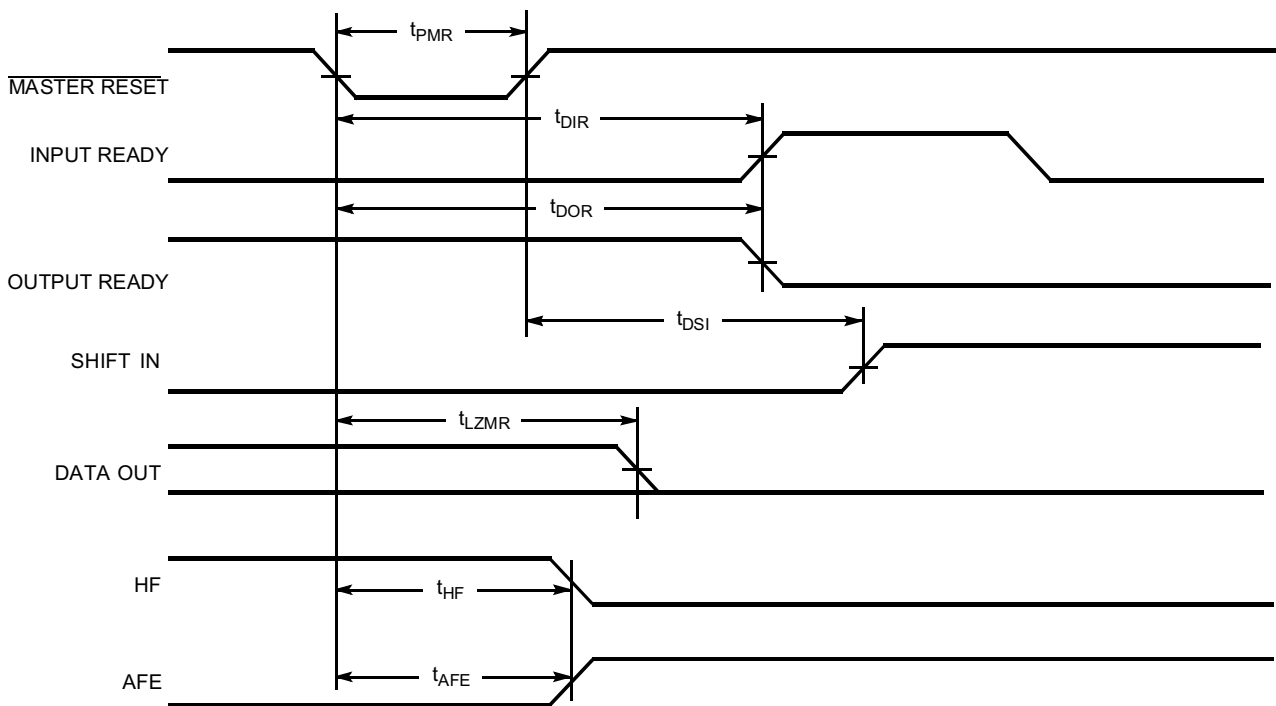 tPMR
MASTER RESET
tDIR
INPUT READY
tDOR
OUTPUT READY
tDSI
SHIFT IN
tLZMR
DATA OUT
HF
tHF
AFE
tAFE